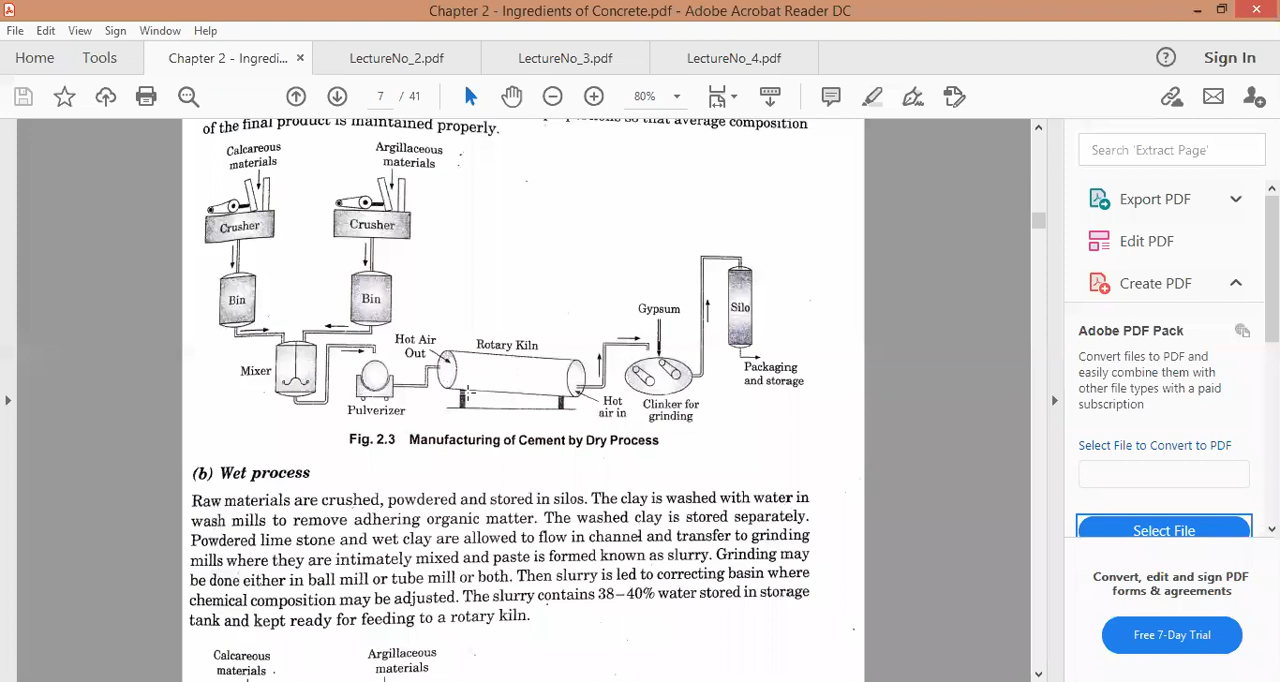 Chapter 2 - Ingredients of Concrete.pdf - Adobe Acrobat Reader DC
File Edit View Sign Window Help
Home Tools Chapter 2 - Ingredi... × LectureNo_2.pdf LectureNo_3.pdf LectureNo_4.pdf Sign In
7 / 41 80%
of the final product is maintained properly.
so that average composition
Calcareous
materials
Argillaceous
materials
Crusher
Crusher
Bin
Bin
Mixer
Pulverizer
Hot Air
Out
Rotary Kiln
Hot
air in
Gypsum
Clinker for
grinding
Silo
Packaging
and storage
Fig. 2.3 Manufacturing of Cement by Dry Process
(b) Wet process
Raw materials are crushed, powdered and stored in silos. The clay is washed with water in
wash mills to remove adhering organic matter. The washed clay is stored separately.
Powdered lime stone and wet clay are allowed to flow in channel and transfer to grinding
mills where they are intimately mixed and paste is formed known as slurry. Grinding may
be done either in ball mill or tube mill or both. Then slurry is led to correcting basin where
chemical composition may be adjusted. The slurry contains 38–40% water stored in storage
tank and kept ready for feeding to a rotary kiln.
Calcareous
materials
Argillaceous
materials
Search 'Extract Page'
Export PDF
Edit PDF
Create PDF
Adobe PDF Pack
Convert files to PDF and
easily combine them with
other file types with a paid
subscription
Select File to Convert to PDF
Select File
Convert, edit and sign PDF
forms & agreements
Free 7-Day Trial